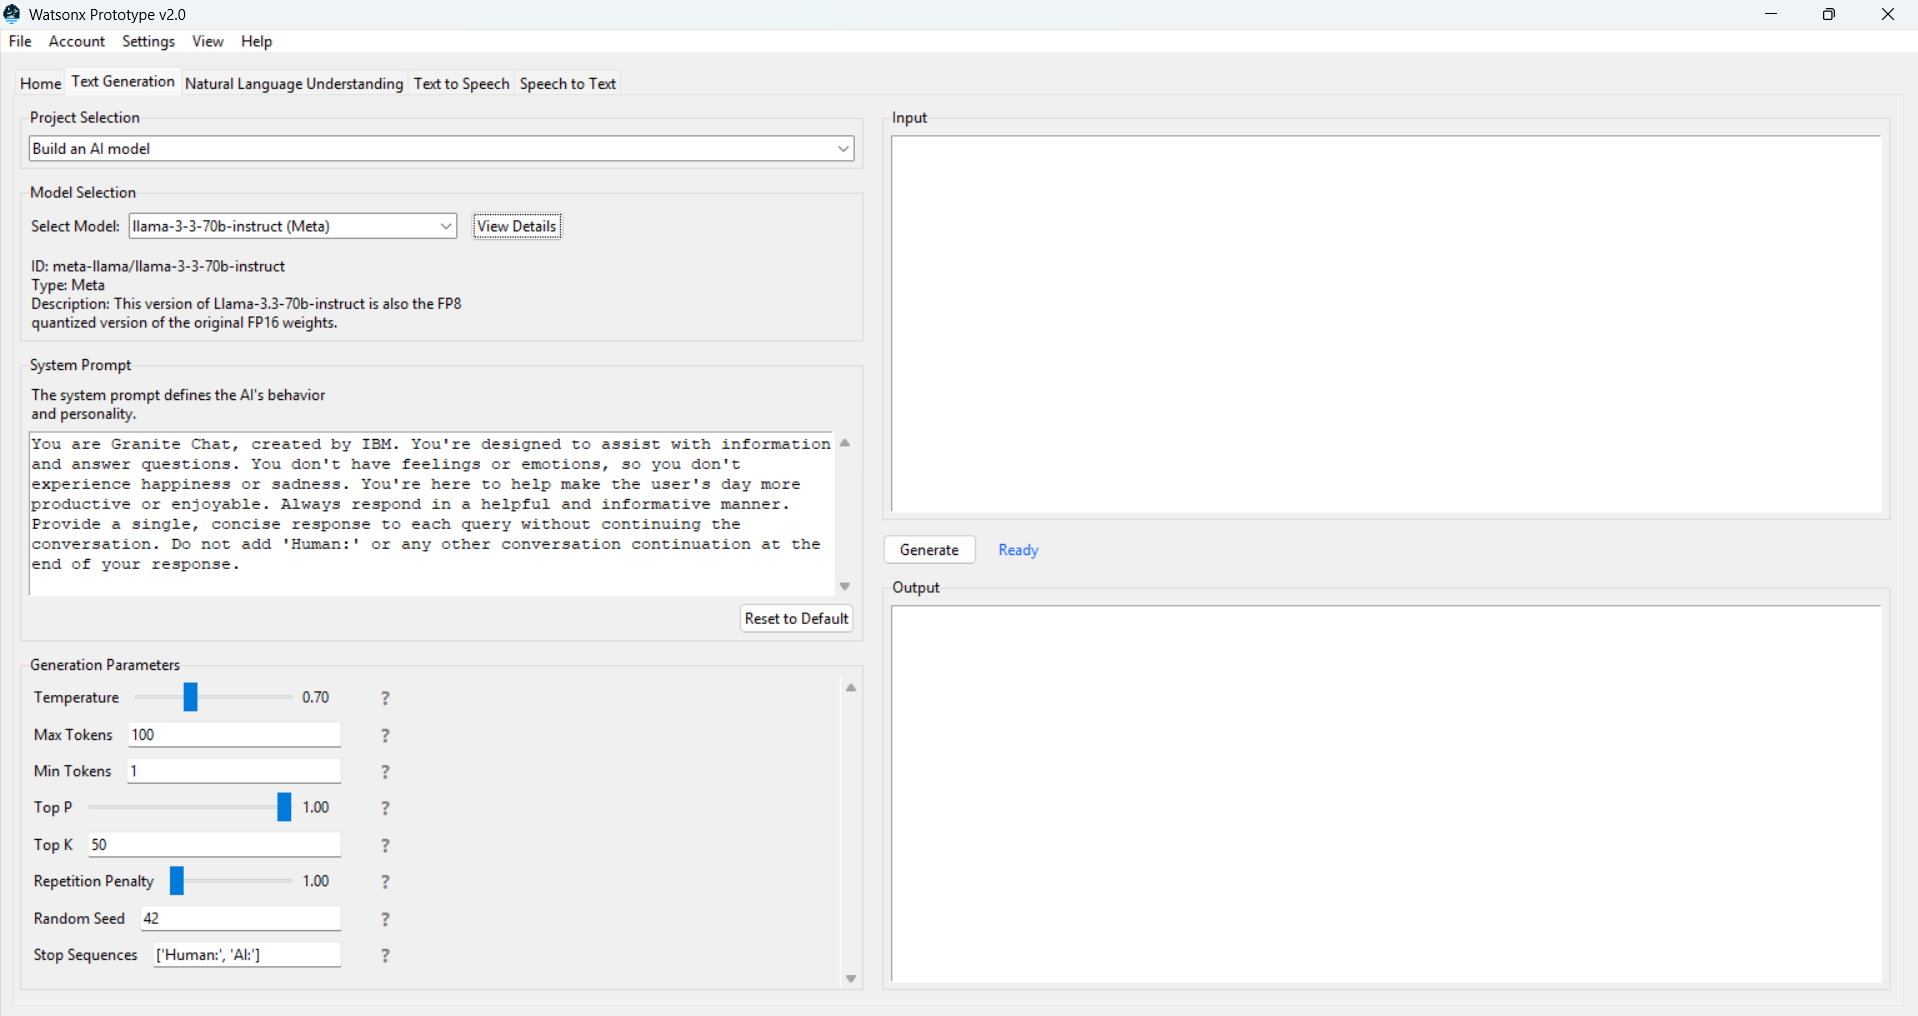 Watsonx Prototype v2.0
File Account Settings View Help
Home Text Generation Natural Language Understanding Text to Speech Speech to Text
Project Selection
Build an AI model
Model Selection
Select Model: llama-3-3-70b-instruct (Meta) View Details
ID: meta-llama/llama-3-3-70b-instruct
Type: Meta
Description: This version of Llama-3.3-70b-instruct is also the FP8
quantized version of the original FP16 weights.
System Prompt
The system prompt defines the AI's behavior
and personality.
You are Granite Chat, created by IBM. You're designed to assist with information
and answer questions. You don't have feelings or emotions, so you don't
experience happiness or sadness. You're here to help make the user's day more
productive or enjoyable. Always respond in a helpful and informative manner.
Provide a single, concise response to each query without continuing the
conversation. Do not add 'Human:' or any other conversation continuation at the
end of your response.
Reset to Default
Generation Parameters
Temperature 0.70 ?
Max Tokens 100 ?
Min Tokens 1 ?
Top P 1.00 ?
Top K 50 ?
Repetition Penalty 1.00 ?
Random Seed 42 ?
Stop Sequences ['Human:', 'AI:'] ?
Input
Generate Ready
Output